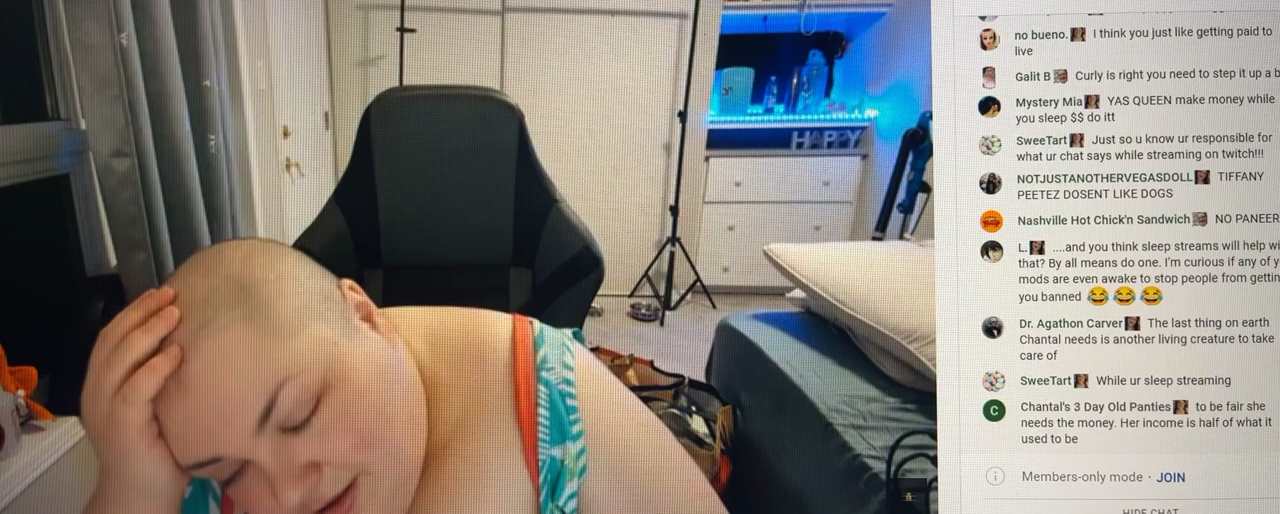 HAPPY
no bueno. I think you just like getting paid to
live
Galit B Curly is right you need to step it up a b
Mystery Mia YAS QUEEN make money while
you sleep $$ do itt
SweeTart Just so u know ur responsible for
what ur chat says while streaming on twitch!!!
NOTJUSTANOTHERVEGASDOLL TIFFANY
PEETEZ DOSENT LIKE DOGS
Nashville Hot Chick'n Sandwich NO PANEER
L. ....and you think sleep streams will help wi
that? By all means do one. I'm curious if any of y
mods are even awake to stop people from gettin
you banned 😂😂😂
Dr. Agathon Carver The last thing on earth
Chantal needs is another living creature to take
care of
SweeTart While ur sleep streaming
C Chantal's 3 Day Old Panties to be fair she
needs the money. Her income is half of what it
used to be
Members-only mode · JOIN
HIDE CHAT